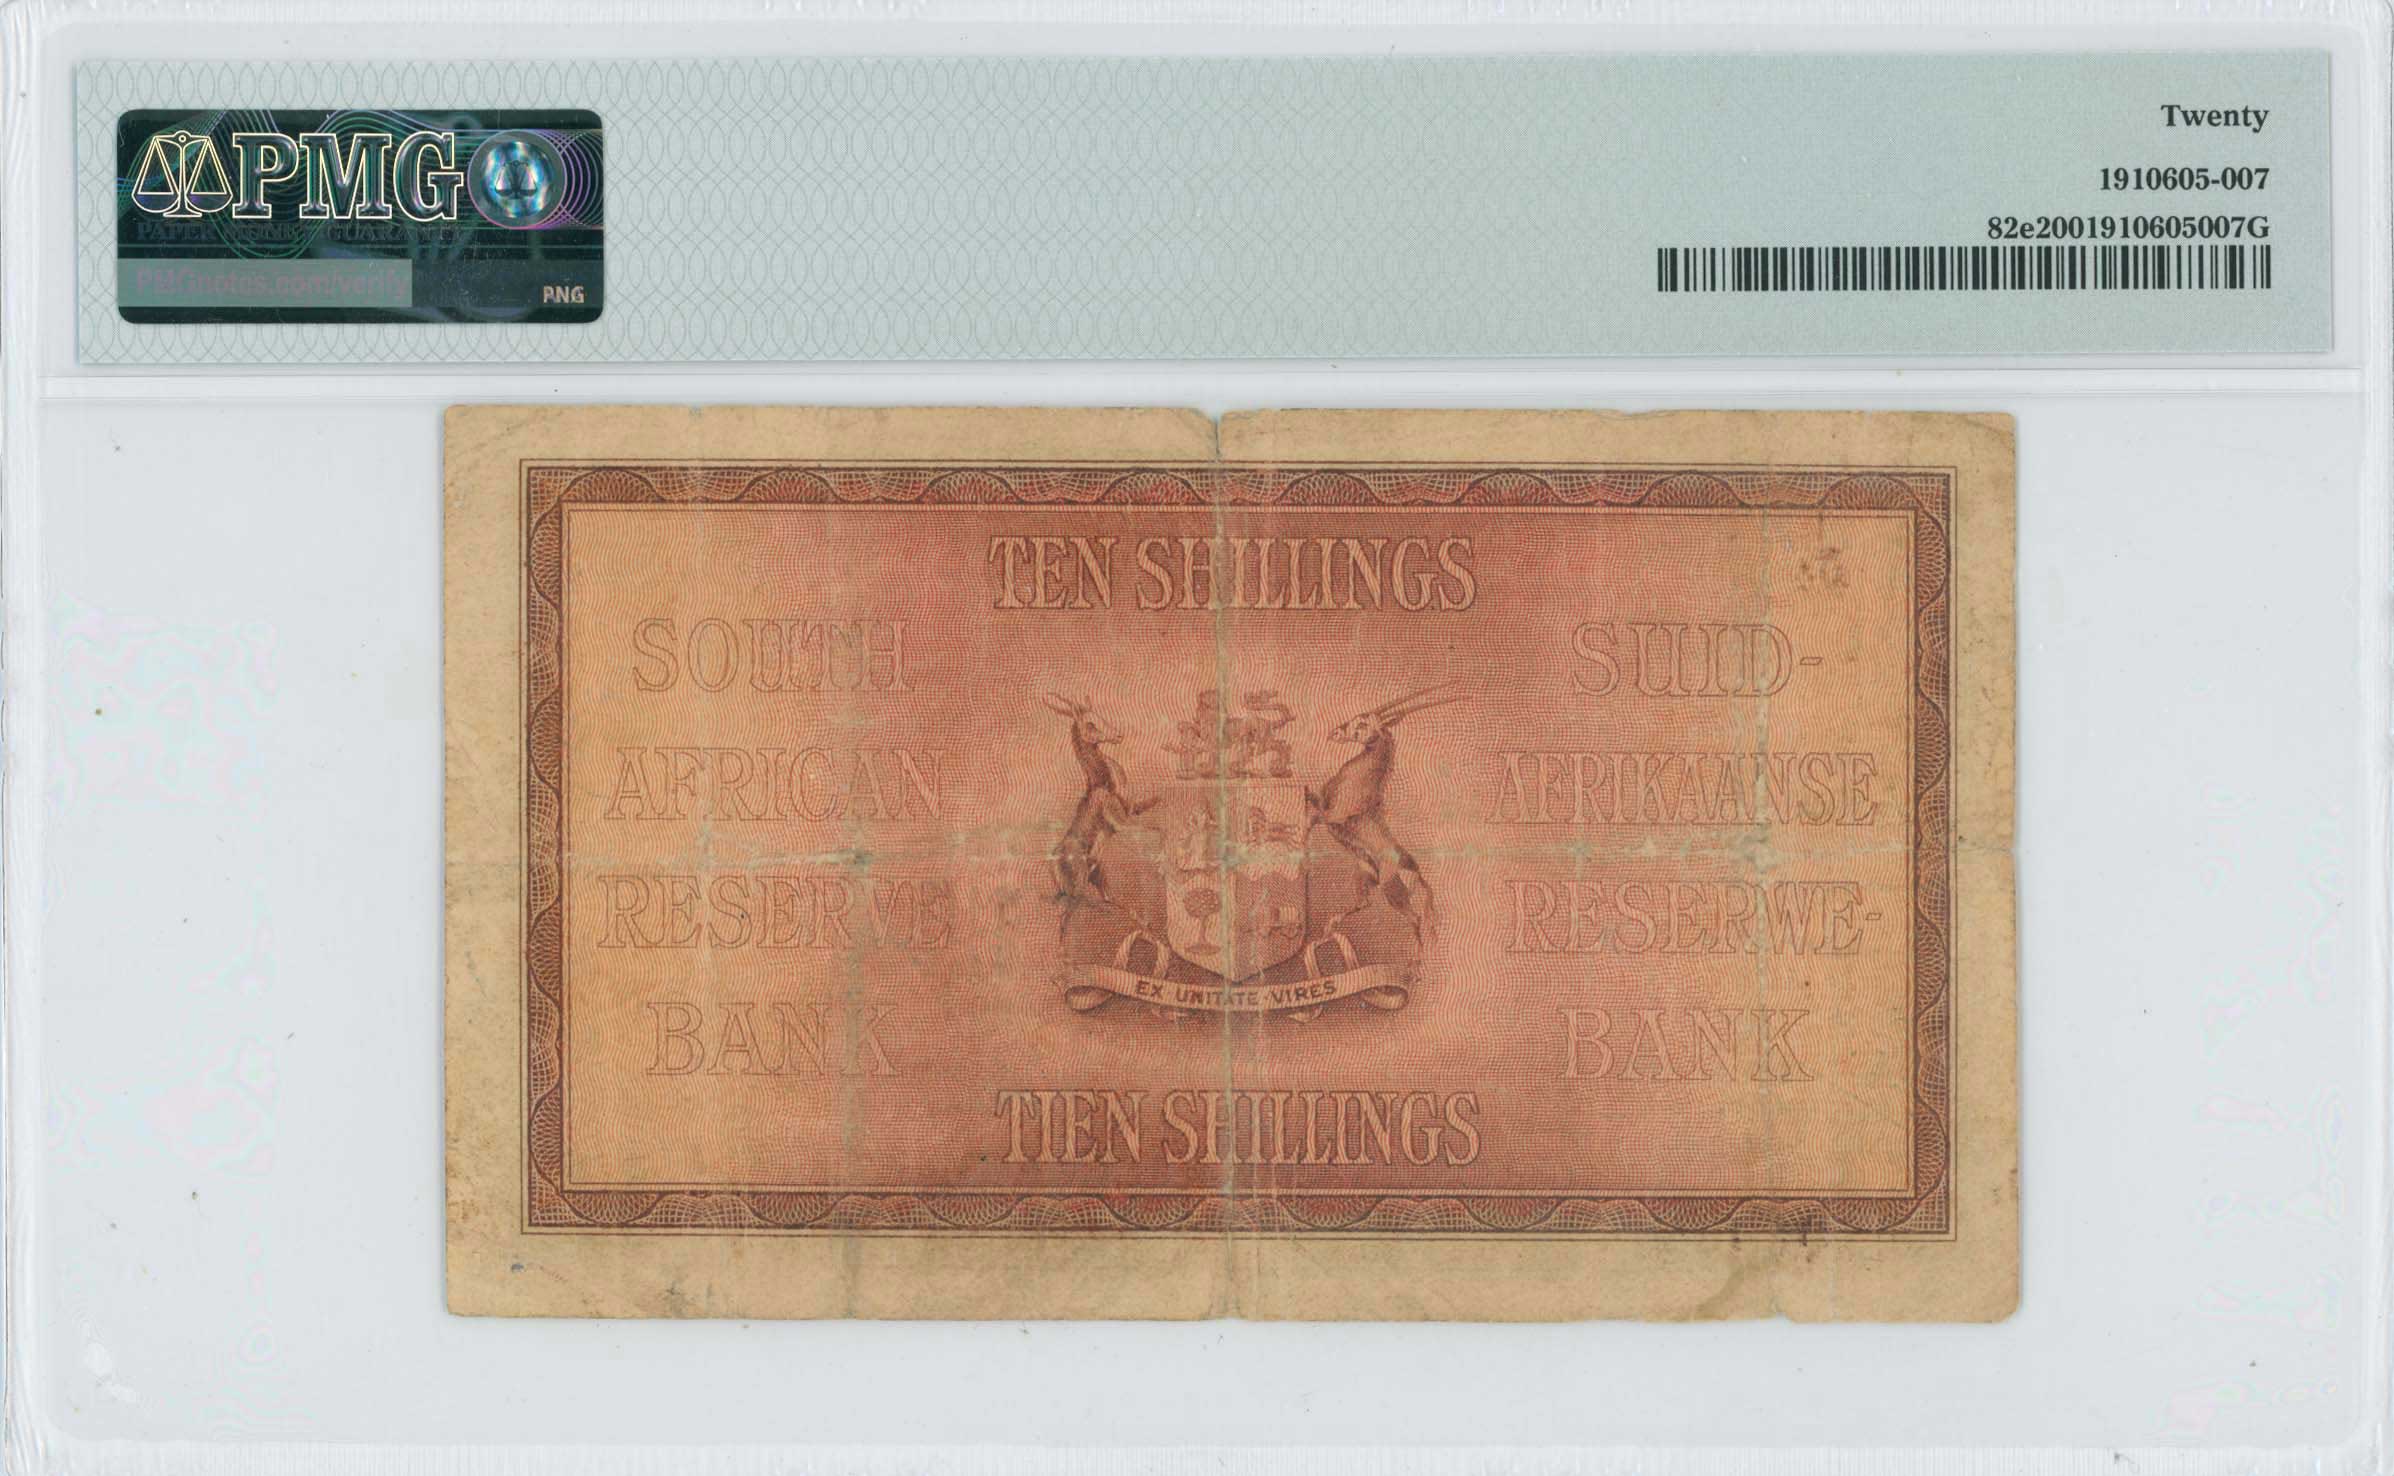 PMG
PAPER MONEY GUARANTY
PMGnotes.com/verify
PNG
Twenty
1910605-007
82e2001910605007G
TEN SHILLINGS
SOUTH
AFRICAN
RESERVE
BANK
SUID-
AFRIKAANSE
RESERWE-
BANK
EX UNITATE VIRES
TIEN SHILLINGS